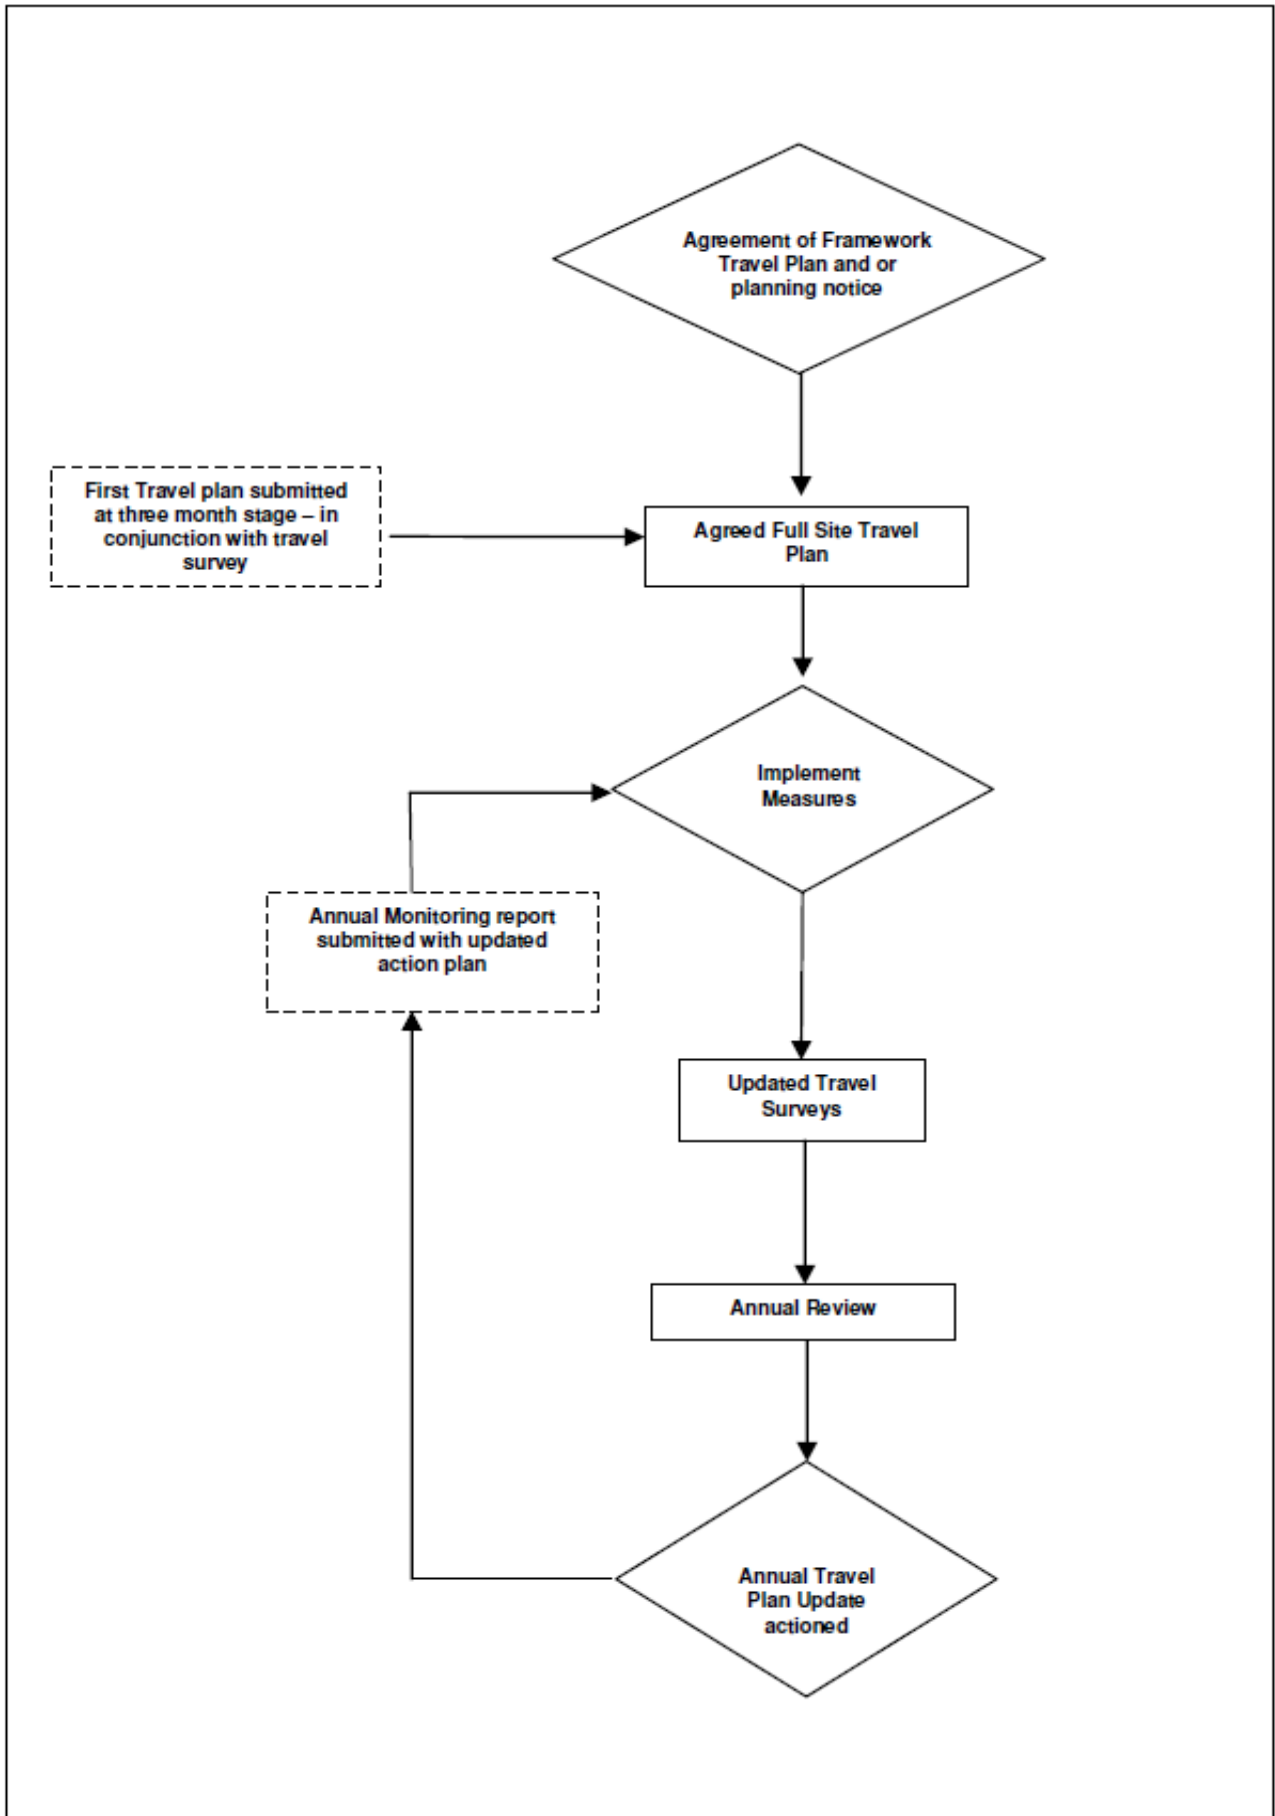 Agreement of Framework
Travel Plan and or
planning notice
First Travel plan submitted
at three month stage – in
conjunction with travel
survey
Agreed Full Site Travel
Plan
Implement
Measures
Annual Monitoring report
submitted with updated
action plan
Updated Travel
Surveys
Annual Review
Annual Travel
Plan Update
actioned